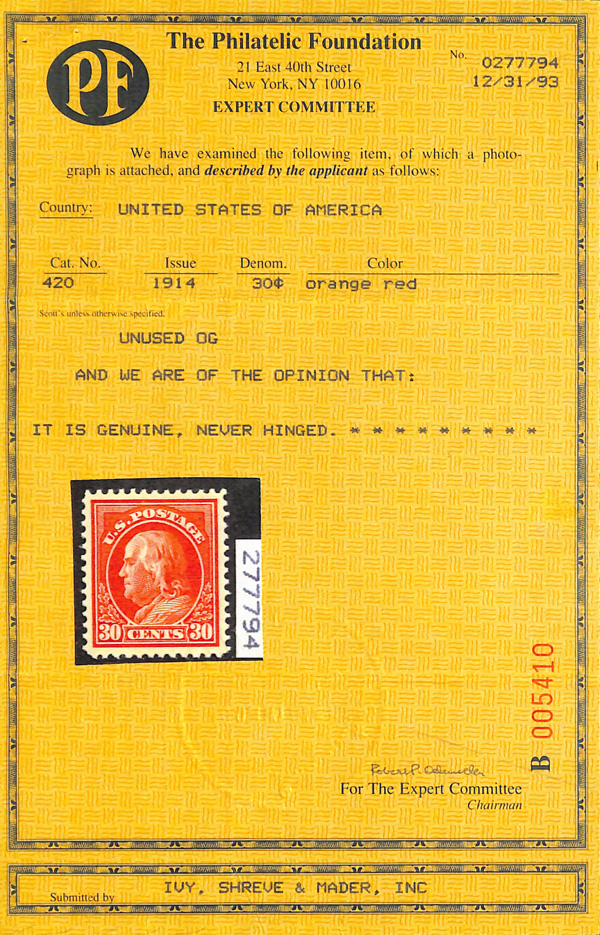 PF
The Philatelic Foundation
21 East 40th Street
New York, NY 10016
EXPERT COMMITTEE
No. 0277794
12/31/93
We have examined the following item, of which a photo-
graph is attached, and described by the applicant as follows:
Country: UNITED STATES OF AMERICA
Cat. No. Issue Denom. Color
420 1914 30¢ orange red
Scott's unless otherwise specified.
UNUSED OG
AND WE ARE OF THE OPINION THAT:
IT IS GENUINE, NEVER HINGED. * * * * * * * * *
U.S. POSTAGE
30 CENTS 30
277794
B 005410
For The Expert Committee
Chairman
Submitted by IVY, SHREVE & MADER, INC